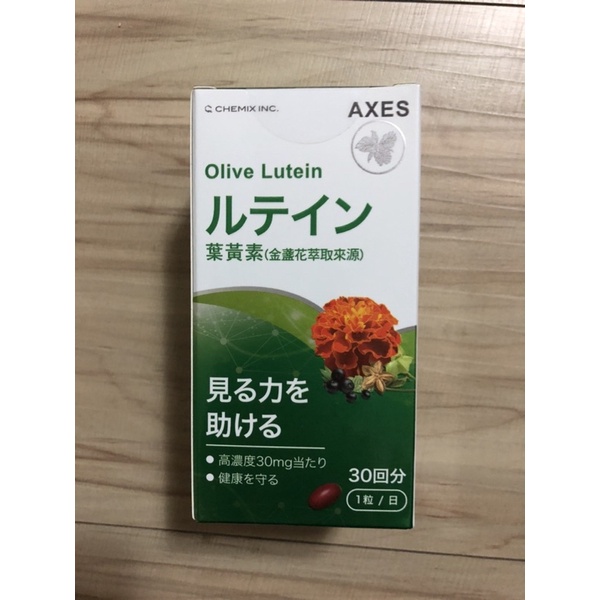 CHEMIX INC.
AXES
Olive Lutein
ルテイン
葉黃素(金盞花萃取來源)
見る力を
助ける
● 高濃度30mg当たり
● 健康を守る
30回分
1粒 / 日